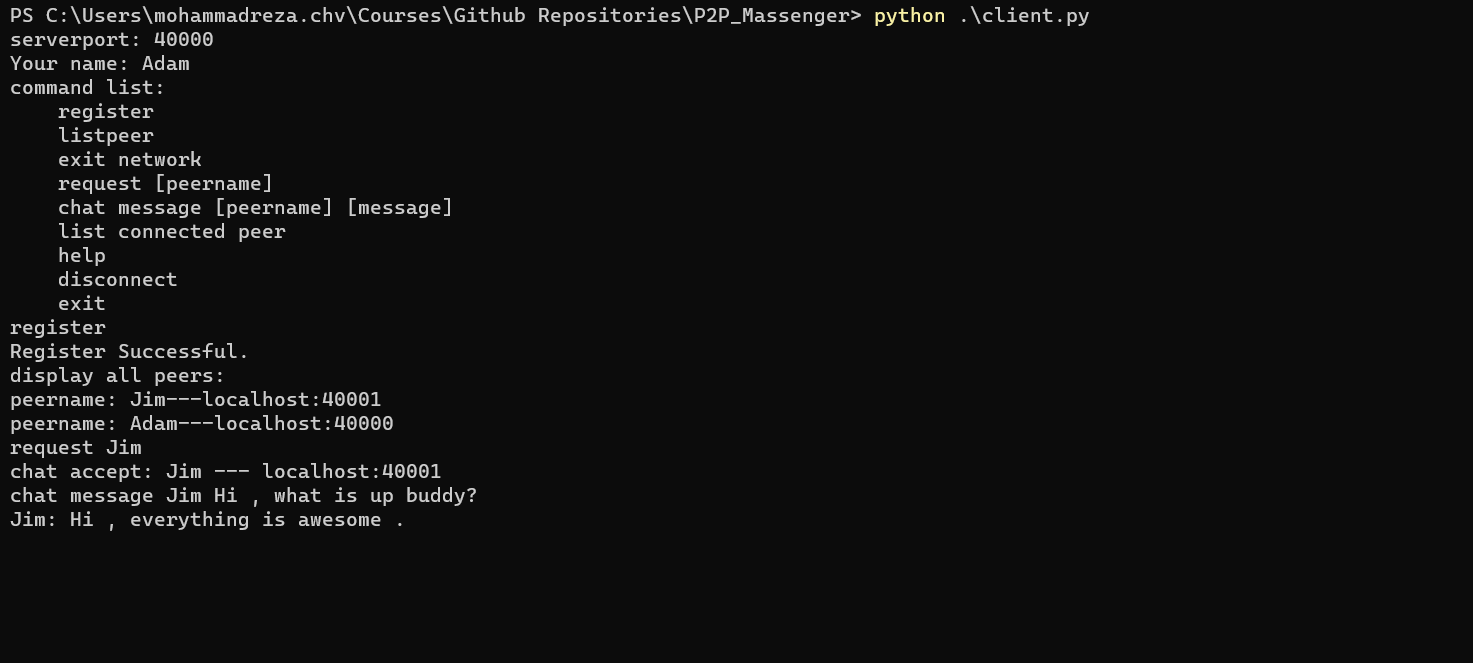 PS C:\Users\mohammadreza.chv\Courses\Github Repositories\P2P_Massenger> python .\client.py
serverport: 40000
Your name: Adam
command list:
    register
    listpeer
    exit network
    request [peername]
    chat message [peername] [message]
    list connected peer
    help
    disconnect
    exit
register
Register Successful.
display all peers:
peername: Jim---localhost:40001
peername: Adam---localhost:40000
request Jim
chat accept: Jim --- localhost:40001
chat message Jim Hi , what is up buddy?
Jim: Hi , everything is awesome .